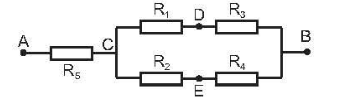 R₁ D R₃
A C B
R₅ R₂ R₄
E